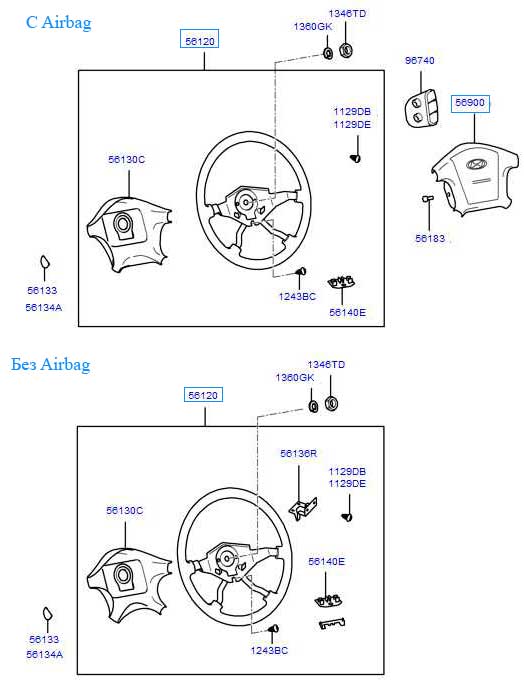 С Airbag
1346TD
1360GK
56120
96740
56900
1129DB
1129DE
56130C
56183
56133
56134A
1243BC
56140E
Без Airbag
1346TD
1360GK
56120
56136R
1129DB
1129DE
56130C
56140E
56133
56134A
1243BC